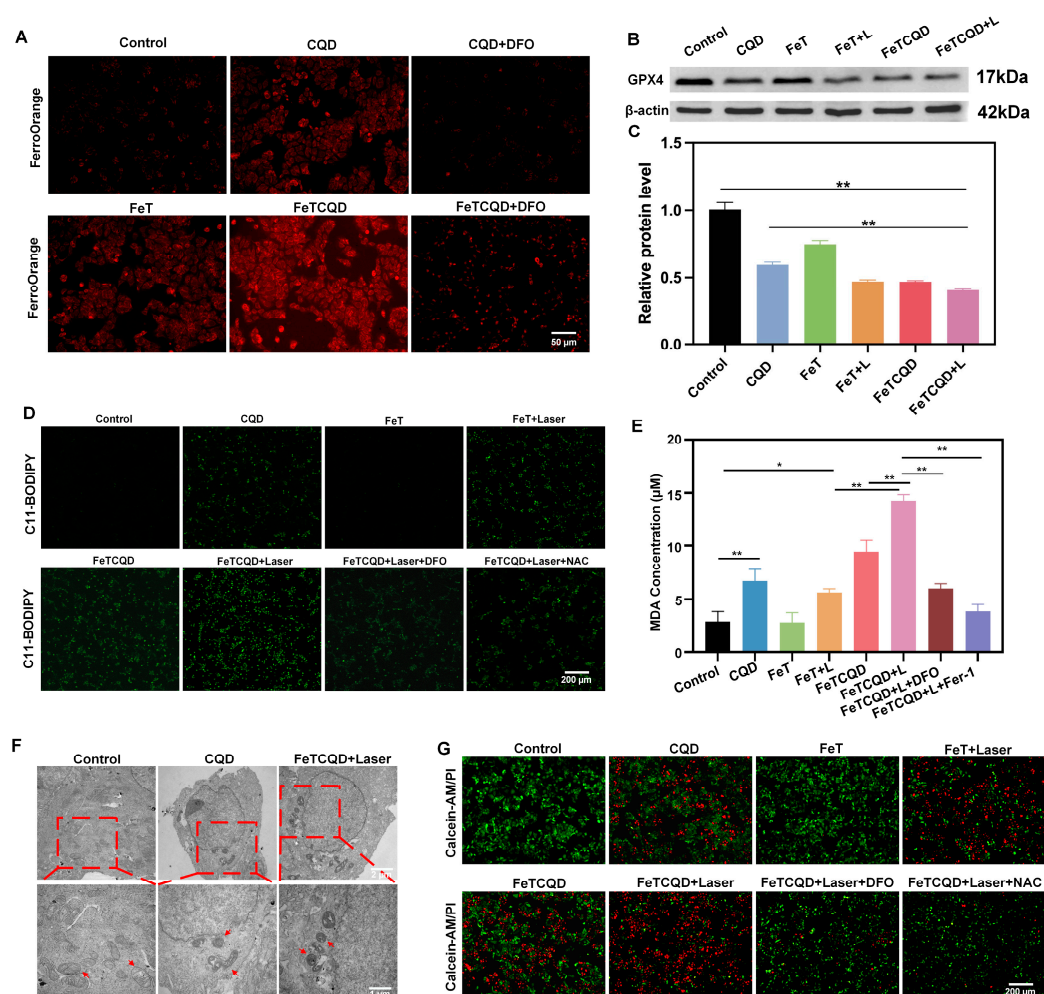 A
Control
CQD
CQD+DFO
FerroOrange
FeT
FeTCQD
FeTCQD+DFO
FerroOrange
50 µm
B
Control
CQD
FeT
FeT+L
FeTCQD
FeTCQD+L
GPX4
17kDa
β-actin
42kDa
C
Relative protein level
1.5
1.0
0.5
0.0
**
**
Control
CQD
FeT
FeT+L
FeTCQD
FeTCQD+L
D
Control
CQD
FeT
FeT+Laser
C11-BODIPY
FeTCQD
FeTCQD+Laser
FeTCQD+Laser+DFO
FeTCQD+Laser+NAC
C11-BODIPY
200 µm
E
MDA Concentration (µM)
20
15
10
5
0
*
**
**
**
**
**
Control
CQD
FeT
FeT+L
FeTCQD
FeTCQD+L
FeTCQD+L+DFO
FeTCQD+L+Fer-1
F
Control
CQD
FeTCQD+Laser
1 µm
G
Control
CQD
FeT
FeT+Laser
Calcein-AM/PI
FeTCQD
FeTCQD+Laser
FeTCQD+Laser+DFO
FeTCQD+Laser+NAC
Calcein-AM/PI
200 µm